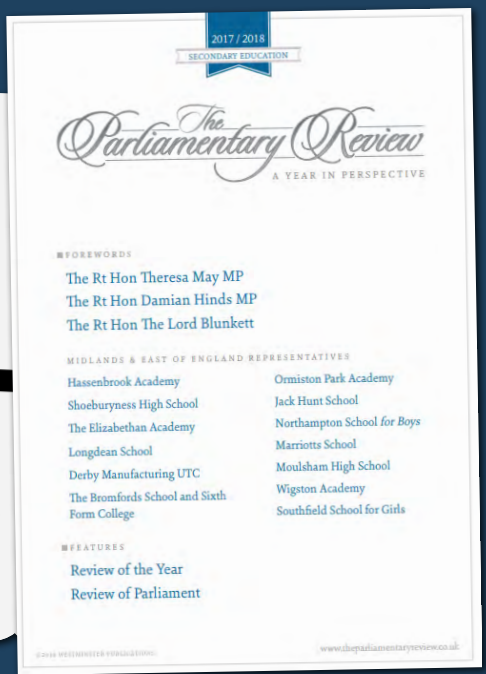 2017 / 2018
SECONDARY EDUCATION
The
Parliamentary Review
A YEAR IN PERSPECTIVE
FOREWORDS
The Rt Hon Theresa May MP
The Rt Hon Damian Hinds MP
The Rt Hon The Lord Blunkett
MIDLANDS & EAST OF ENGLAND REPRESENTATIVES
Hassenbrook Academy
Shoeburyness High School
The Elizabethan Academy
Longdean School
Derby Manufacturing UTC
The Bromfords School and Sixth
Form College
Ormiston Park Academy
Jack Hunt School
Northampton School for Boys
Marriotts School
Moulsham High School
Wigston Academy
Southfield School for Girls
FEATURES
Review of the Year
Review of Parliament
©2018 WESTMINSTER PUBLICATIONS
www.theparliamentaryreview.co.uk